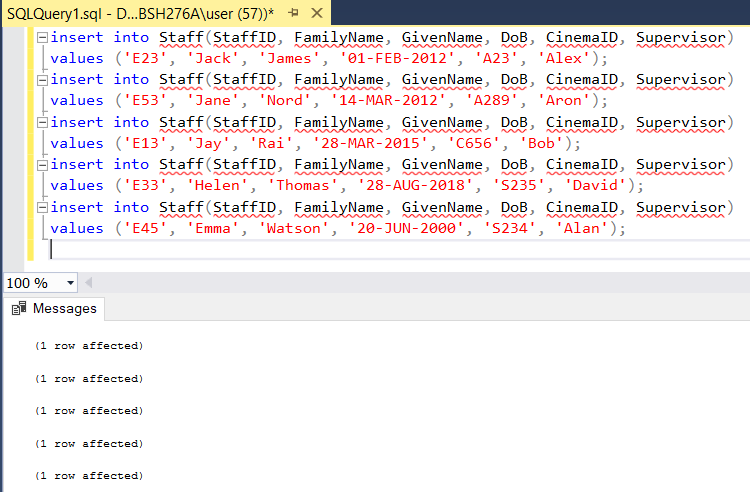 SQLQuery1.sql - D...BSH276A\user (57))*
insert into Staff(StaffID, FamilyName, GivenName, DoB, CinemaID, Supervisor)
values ('E23', 'Jack', 'James', '01-FEB-2012', 'A23', 'Alex');
insert into Staff(StaffID, FamilyName, GivenName, DoB, CinemaID, Supervisor)
values ('E53', 'Jane', 'Nord', '14-MAR-2012', 'A289', 'Aron');
insert into Staff(StaffID, FamilyName, GivenName, DoB, CinemaID, Supervisor)
values ('E13', 'Jay', 'Rai', '28-MAR-2015', 'C656', 'Bob');
insert into Staff(StaffID, FamilyName, GivenName, DoB, CinemaID, Supervisor)
values ('E33', 'Helen', 'Thomas', '28-AUG-2018', 'S235', 'David');
insert into Staff(StaffID, FamilyName, GivenName, DoB, CinemaID, Supervisor)
values ('E45', 'Emma', 'Watson', '20-JUN-2000', 'S234', 'Alan');
100 %
Messages
(1 row affected)
(1 row affected)
(1 row affected)
(1 row affected)
(1 row affected)